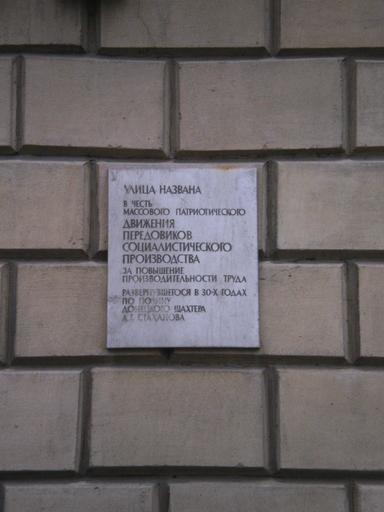 УЛИЦА НАЗВАНА
В ЧЕСТЬ
МАССОВОГО ПАТРИОТИЧЕСКОГО
ДВИЖЕНИЯ
ПЕРЕДОВИКОВ
СОЦИАЛИСТИЧЕСКОГО
ПРОИЗВОДСТВА
ЗА ПОВЫШЕНИЕ
ПРОИЗВОДИТЕЛЬНОСТИ ТРУДА
РАЗВЕРНУВШЕГОСЯ В 30-Х ГОДАХ
ПО ПОЧИНУ
ДОНЕЦКОГО ШАХТЕРА
А.Г. СТАХАНОВА